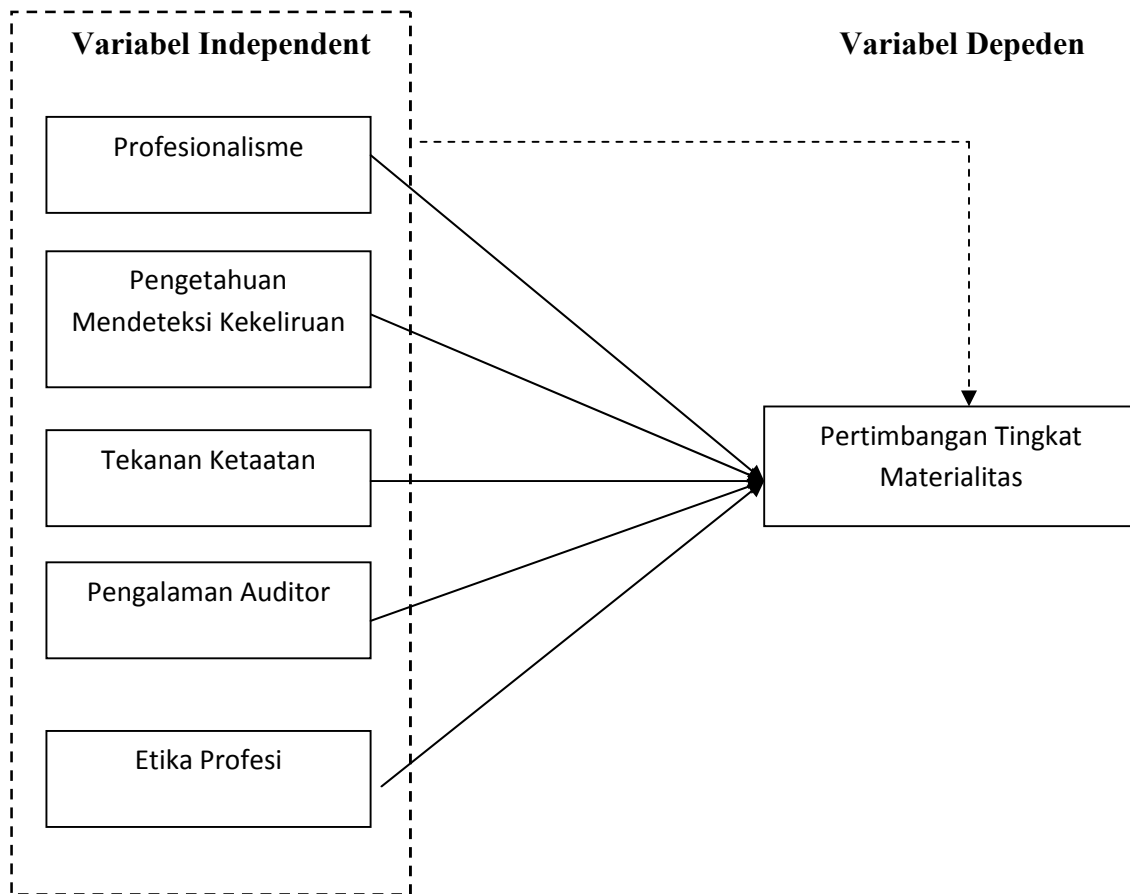 Variabel Independent
Variabel Depeden
Profesionalisme
Pengetahuan
Mendeteksi Kekeliruan
Tekanan Ketaatan
Pengalaman Auditor
Etika Profesi
Pertimbangan Tingkat
Materialitas